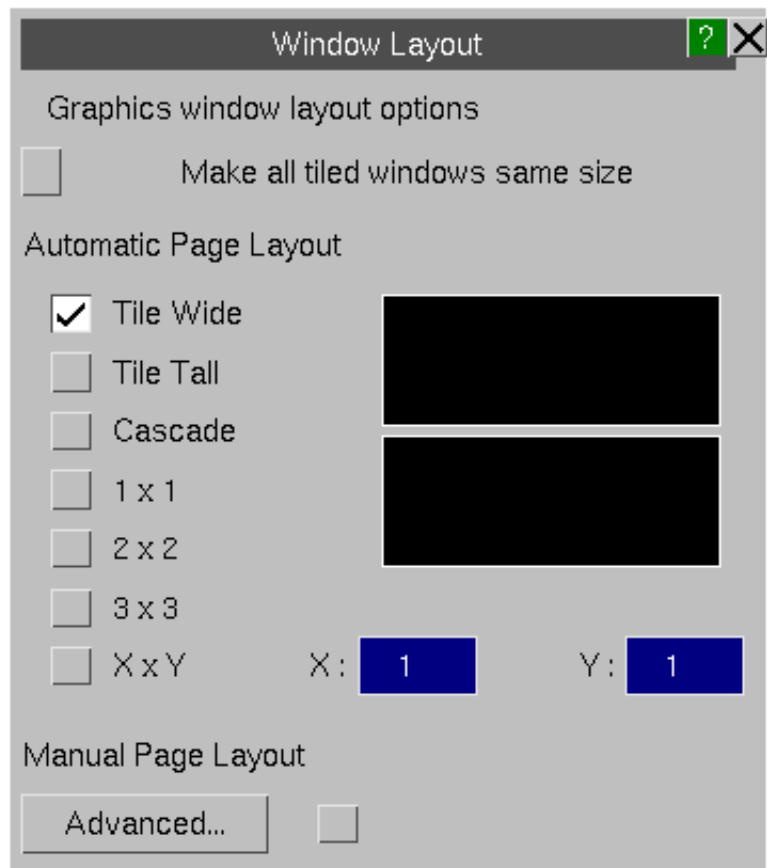 Window Layout ?
Graphics window layout options
Make all tiled windows same size
Automatic Page Layout
Tile Wide
Tile Tall
Cascade
1 x 1
2 x 2
3 x 3
X x Y X : 1 Y : 1
Manual Page Layout
Advanced...